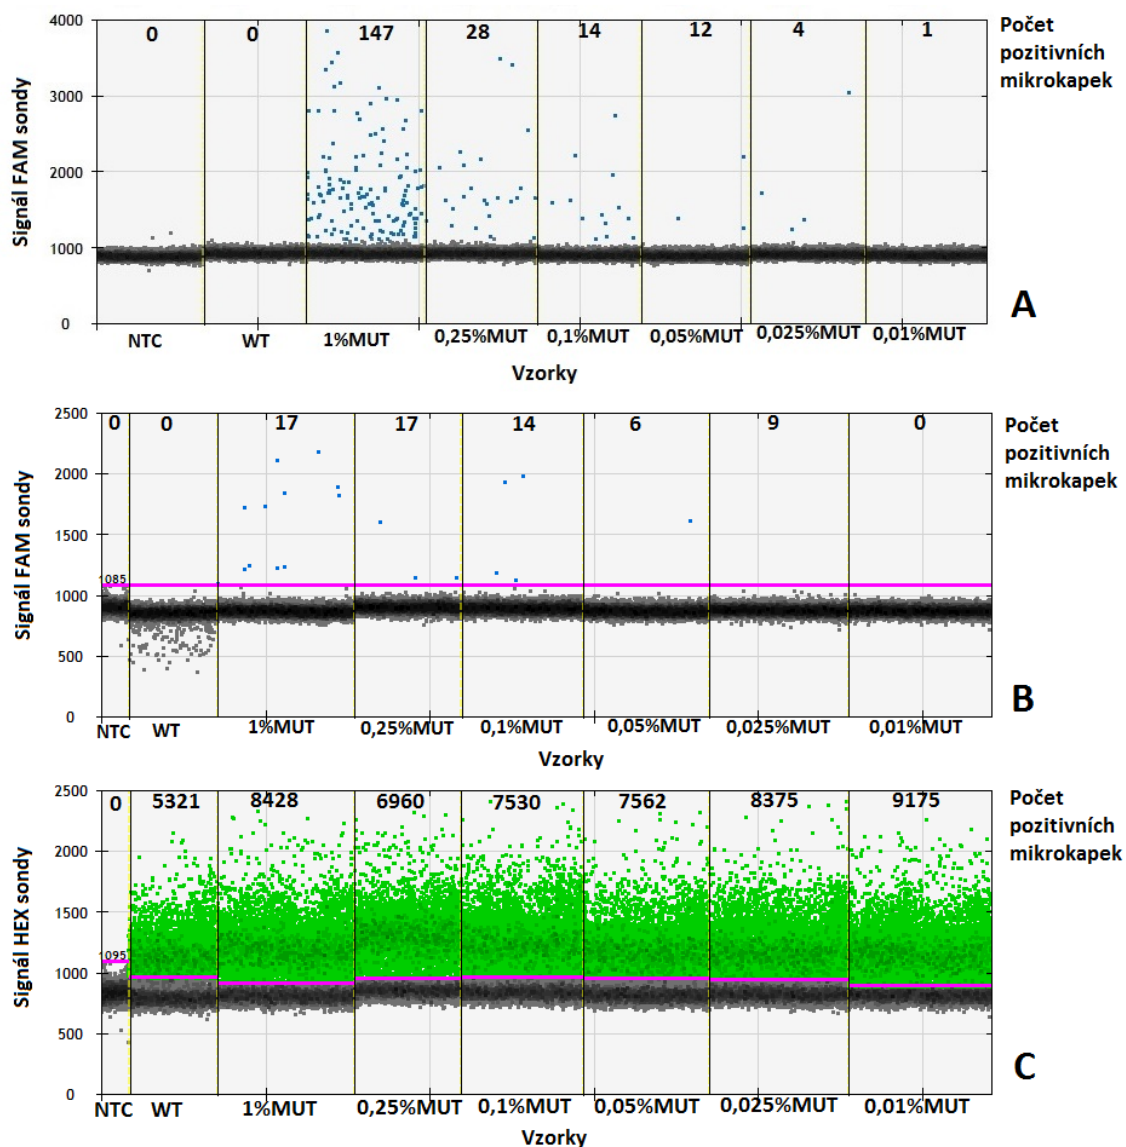 4000
3000
2000
1000
0
Signál FAM sondy
0 0 147 28 14 12 4 1
Počet
pozitivních
mikrokapek
NTC WT 1%MUT 0,25%MUT 0,1%MUT 0,05%MUT 0,025%MUT 0,01%MUT
Vzorky
A
2500
2000
1500
1000
500
0
Signál FAM sondy
0 0 17 17 14 6 9 0
Počet
pozitivních
mikrokapek
1085
NTC WT 1%MUT 0,25%MUT 0,1%MUT 0,05%MUT 0,025%MUT 0,01%MUT
Vzorky
B
2500
2000
1500
1000
500
0
Signál HEX sondy
0 5321 8428 6960 7530 7562 8375 9175
Počet
pozitivních
mikrokapek
1095
NTC WT 1%MUT 0,25%MUT 0,1%MUT 0,05%MUT 0,025%MUT 0,01%MUT
Vzorky
C